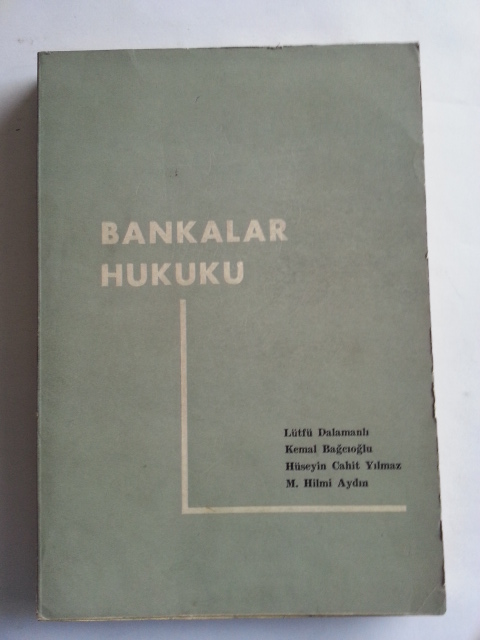 BANKALAR
HUKUKU
Lütfü Dalamanlı
Kemal Bağcıoğlu
Hüseyin Cahit Yılmaz
M. Hilmi Aydın